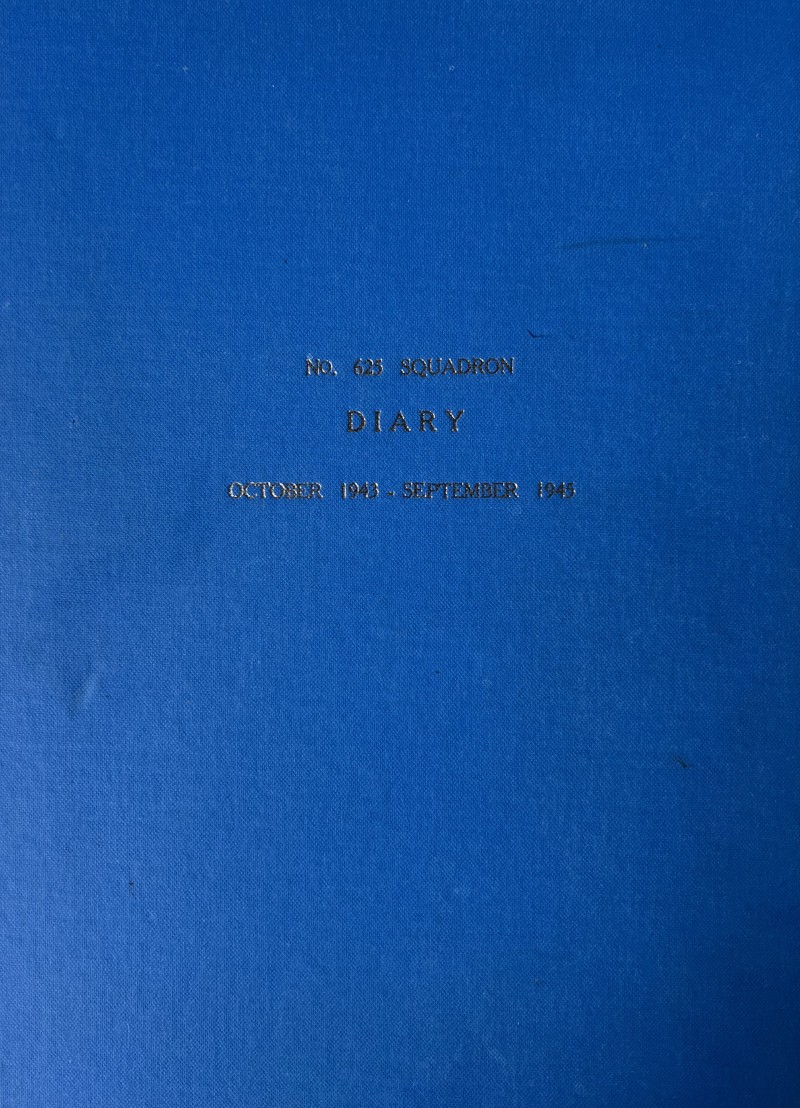 NO. 625 SQUADRON
DIARY
OCTOBER 1943 - SEPTEMBER 1945